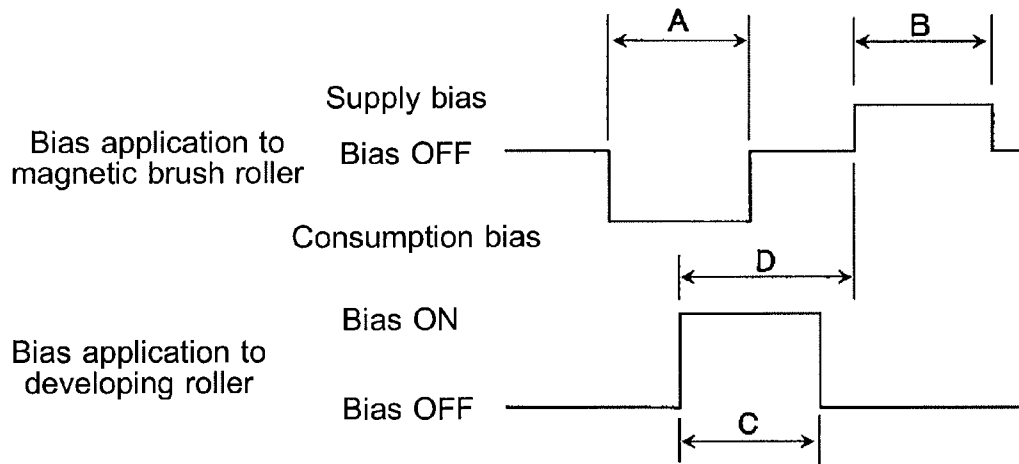 A
B
Supply bias
Bias application to
magnetic brush roller
Bias OFF
Consumption bias
D
Bias ON
Bias application to
developing roller
Bias OFF
C